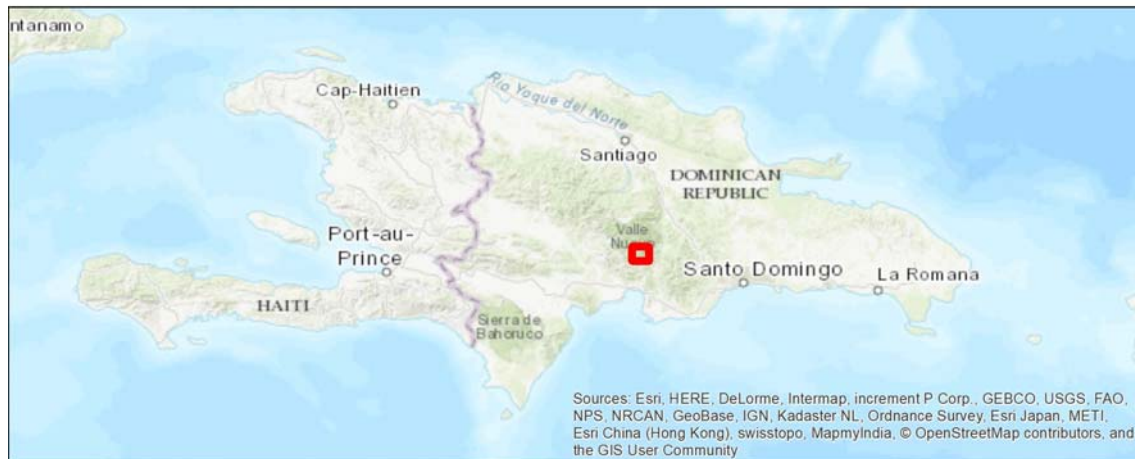 ntanamo
Cap-Haitien
Rio Yaque del Norte
Santiago
DOMINICAN
REPUBLIC
Valle
Port-au-
Prince
Santo Domingo
La Romana
HAITI
Sierra de
Bahoruco
Sources: Esri, HERE, DeLorme, Intermap, increment P Corp., GEBCO, USGS, FAO,
NPS, NRCAN, GeoBase, IGN, Kadaster NL, Ordnance Survey, Esri Japan, METI,
Esri China (Hong Kong), swisstopo, MapmyIndia, © OpenStreetMap contributors, and
the GIS User Community